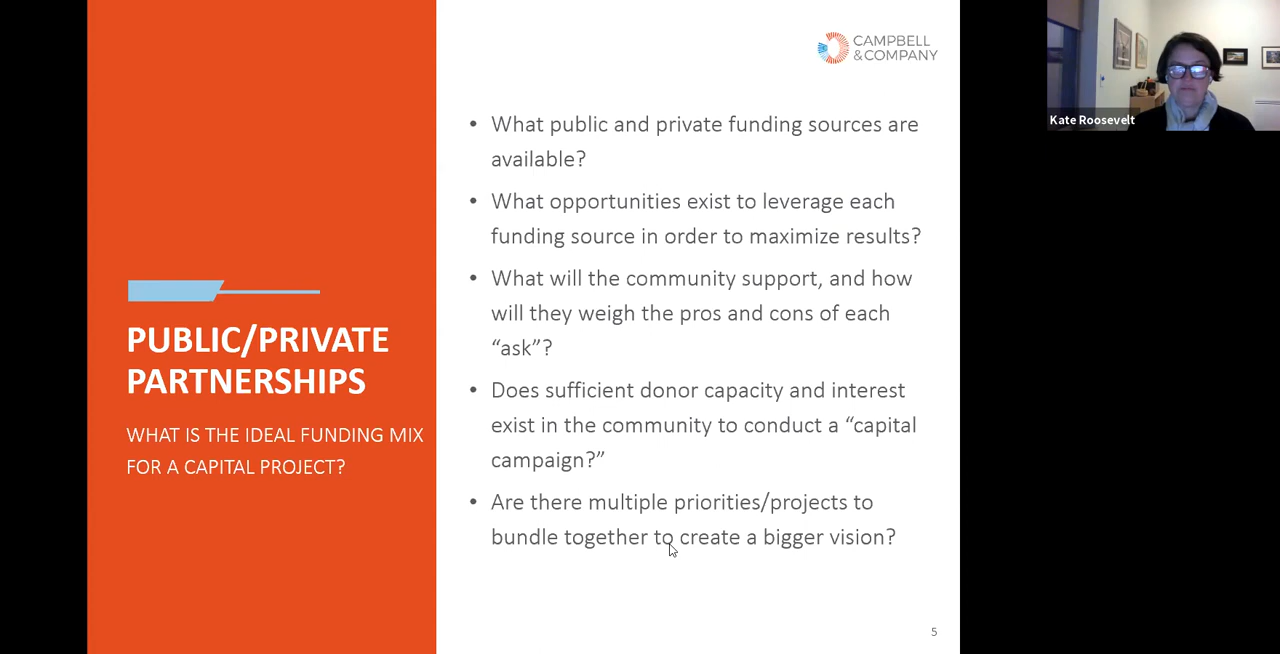 CAMPBELL
&COMPANY
Kate Roosevelt
PUBLIC/PRIVATE
PARTNERSHIPS
WHAT IS THE IDEAL FUNDING MIX
FOR A CAPITAL PROJECT?
• What public and private funding sources are
available?
• What opportunities exist to leverage each
funding source in order to maximize results?
• What will the community support, and how
will they weigh the pros and cons of each
“ask”?
• Does sufficient donor capacity and interest
exist in the community to conduct a “capital
campaign?”
• Are there multiple priorities/projects to
bundle together to create a bigger vision?
5